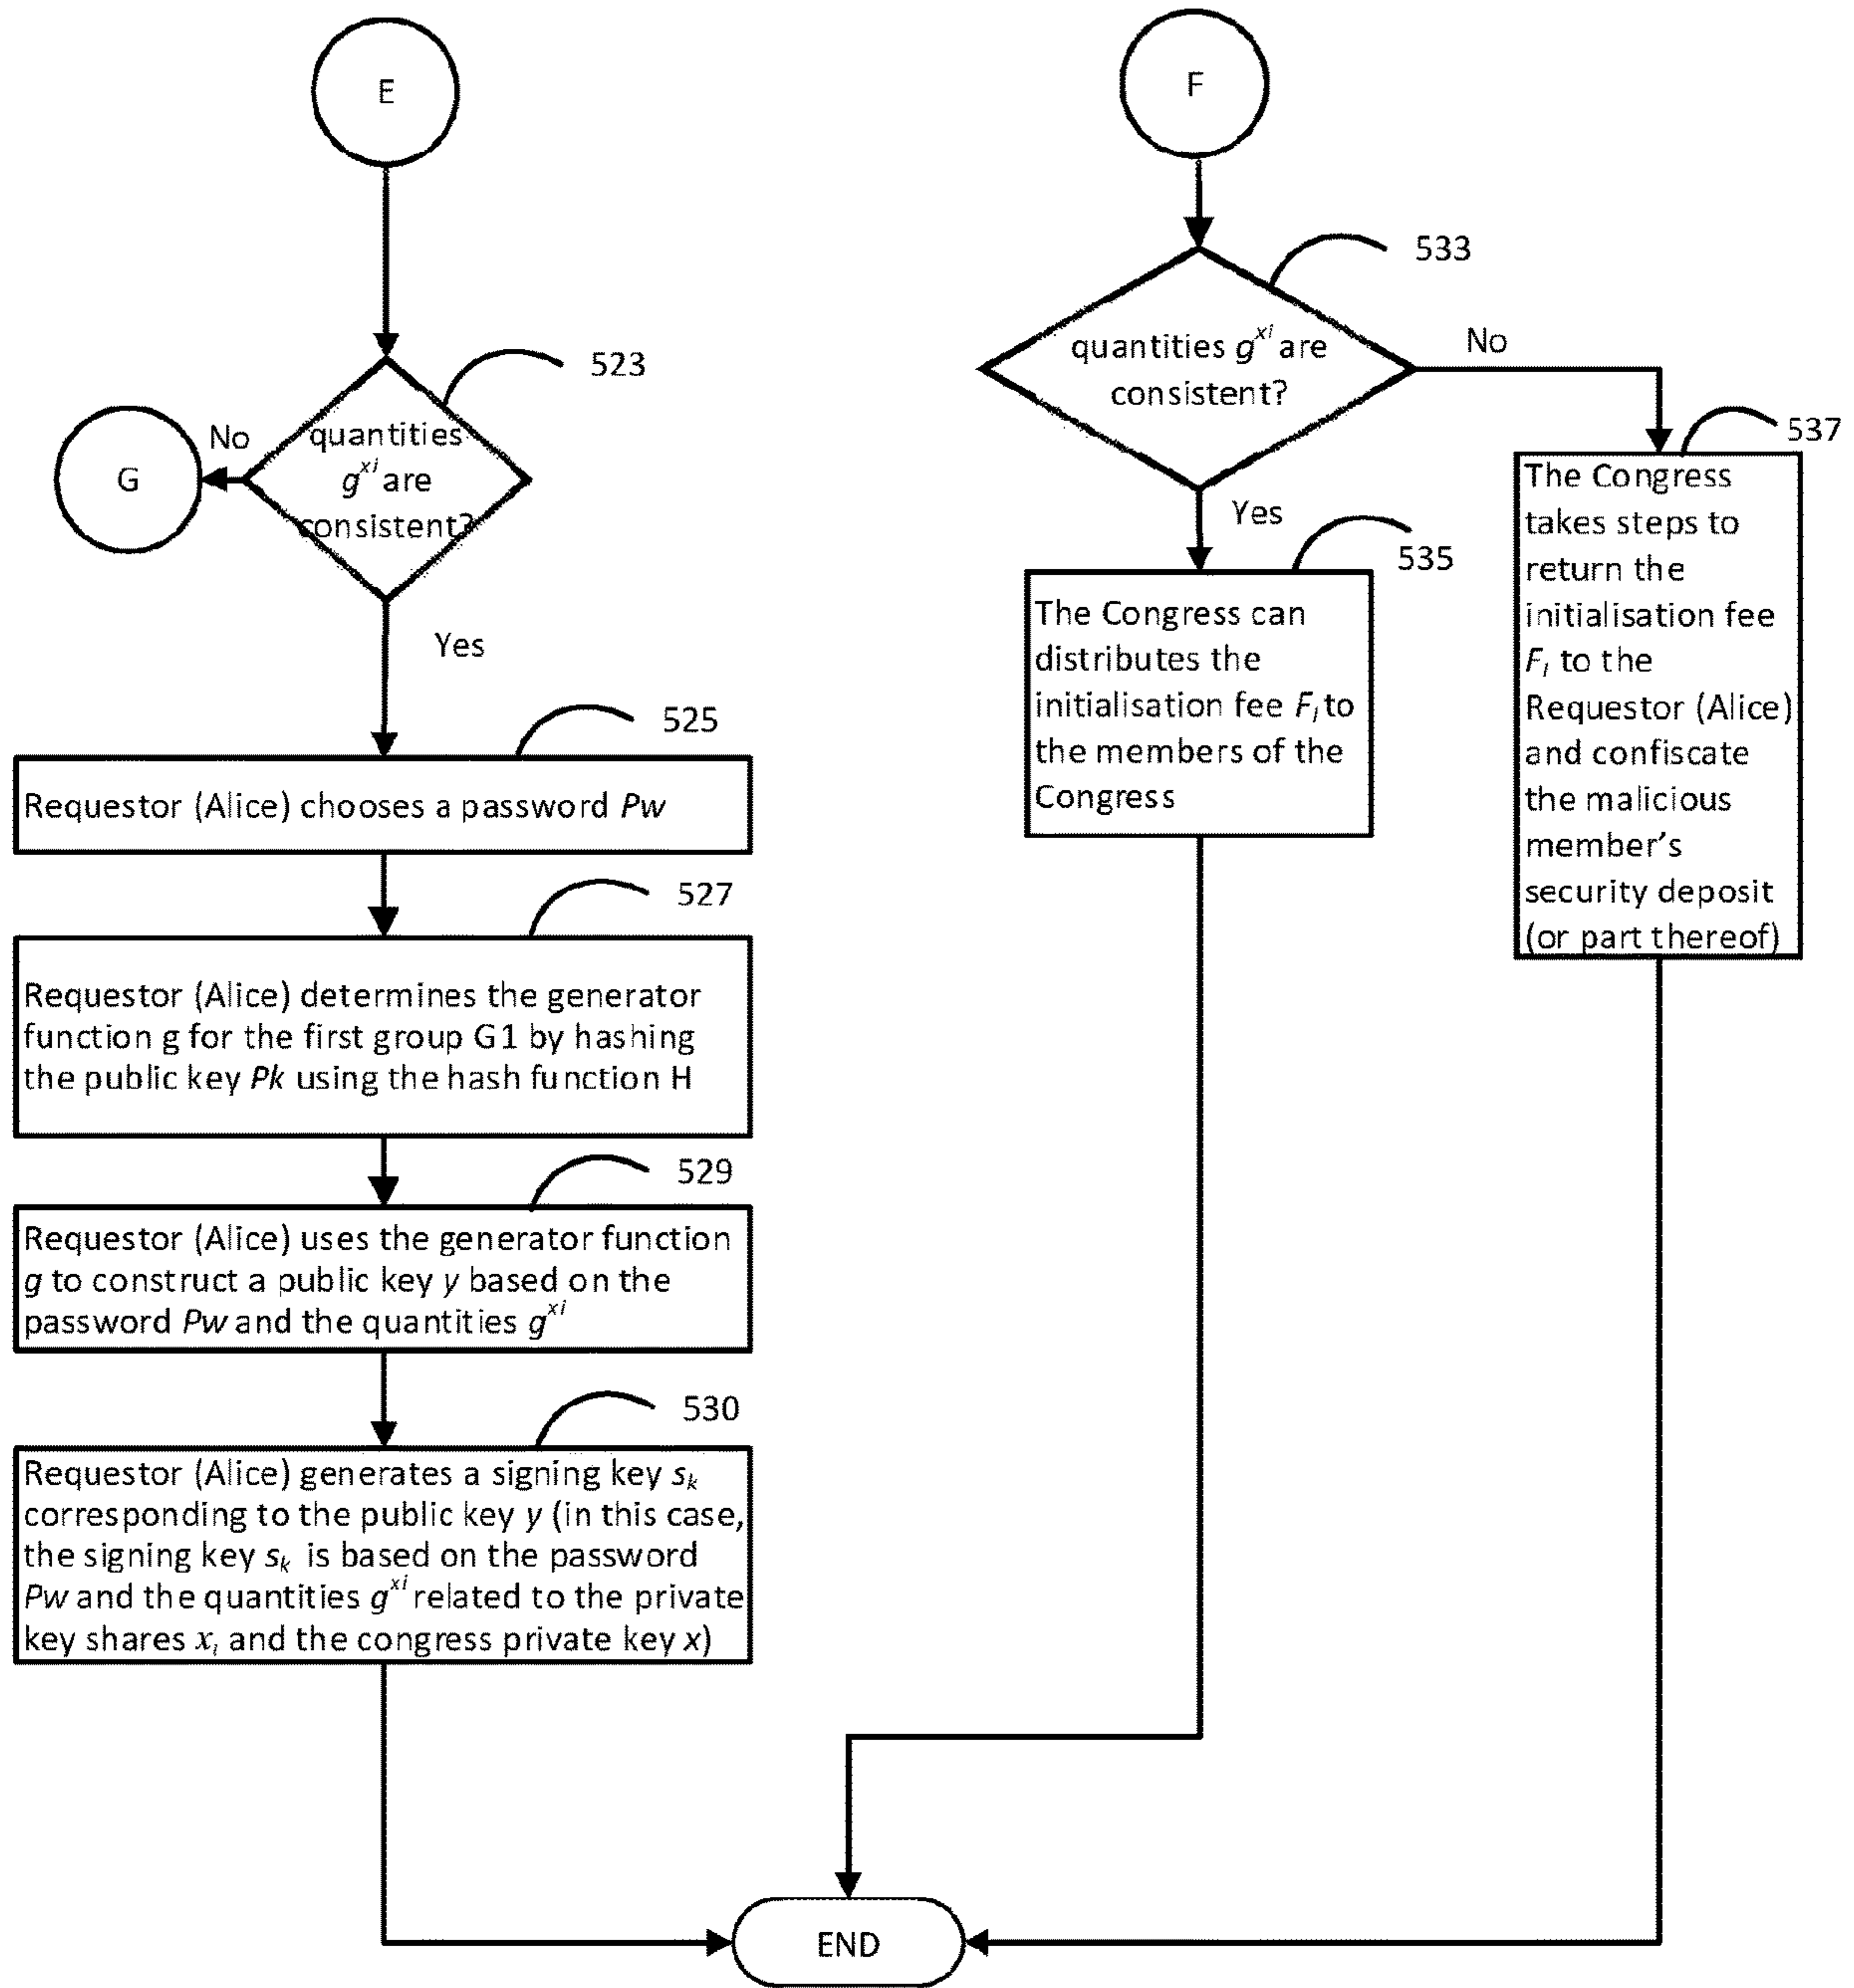 E
523
quantities
g^xi are
consistent?
No
G
Yes
525
Requestor (Alice) chooses a password Pw
527
Requestor (Alice) determines the generator
function g for the first group G1 by hashing
the public key Pk using the hash function H
529
Requestor (Alice) uses the generator function
g to construct a public key y based on the
password Pw and the quantities g^xi
530
Requestor (Alice) generates a signing key s_k
corresponding to the public key y (in this case,
the signing key s_k is based on the password
Pw and the quantities g^xi related to the private
key shares x_i and the congress private key x)
F
533
quantities g^xi are
consistent?
No
Yes
535
The Congress can
distributes the
initialisation fee F_I to
the members of the
Congress
537
The Congress
takes steps to
return the
initialisation fee
F_I to the
Requestor (Alice)
and confiscate
the malicious
member's
security deposit
(or part thereof)
END